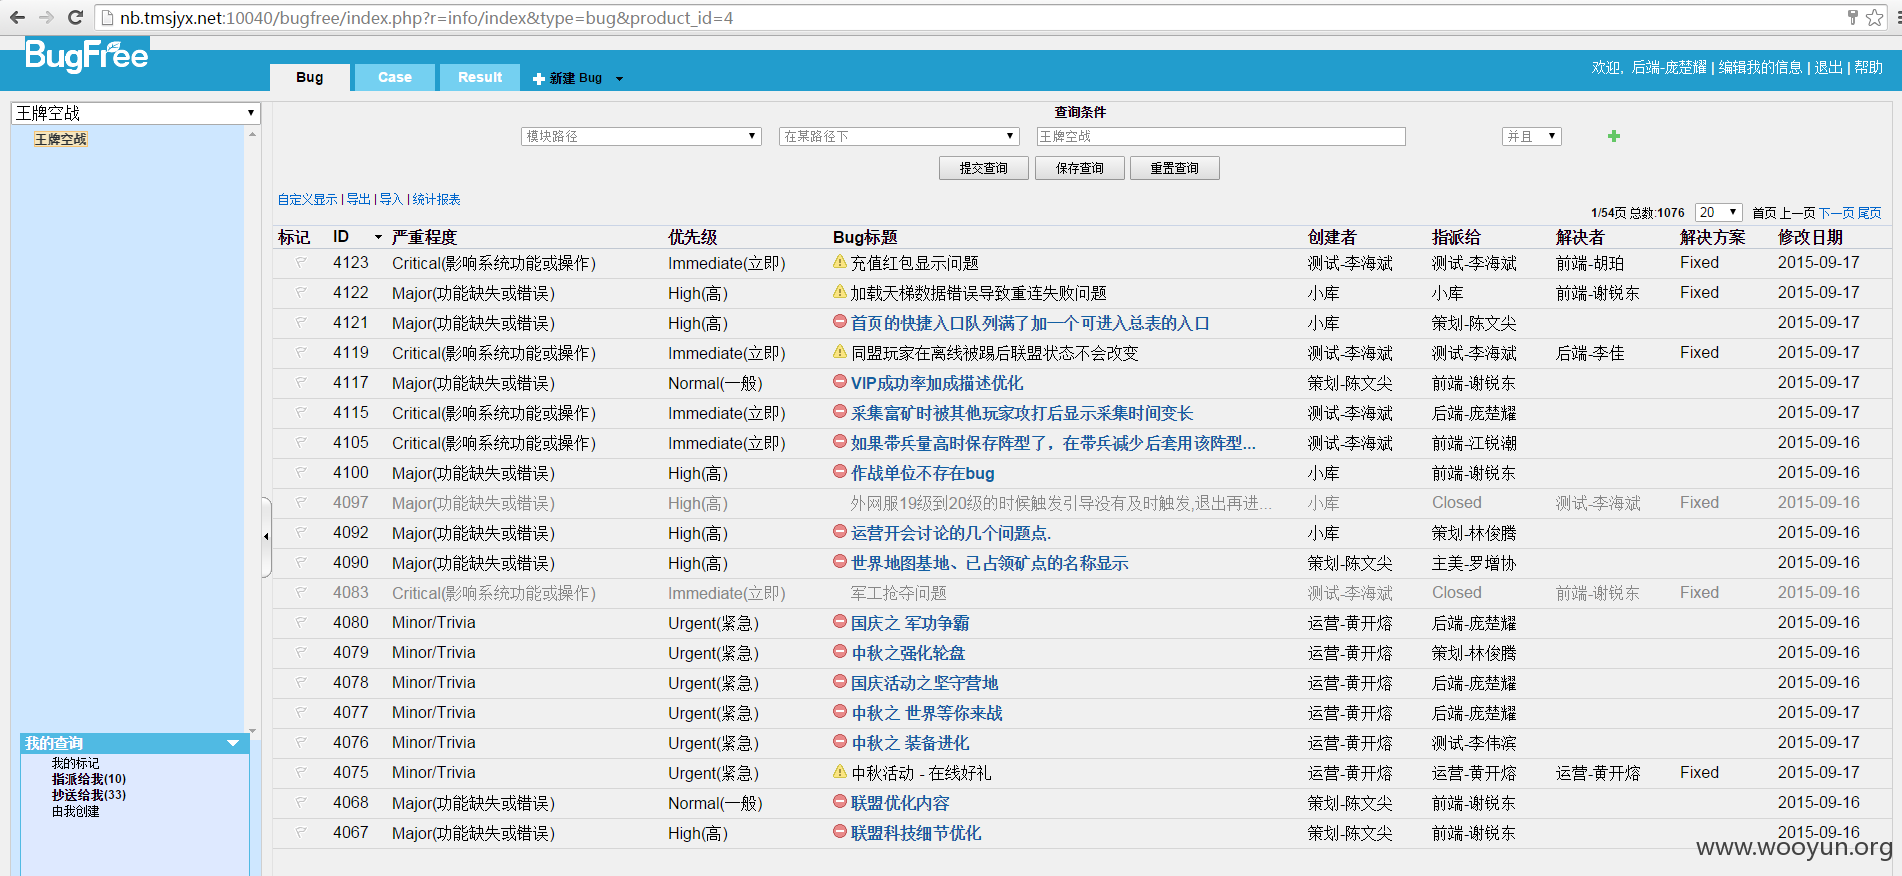 nb.tmsjyx.net:10040/bugfree/index.php?r=info/index&type=bug&product_id=4
BugFree
Bug Case Result 新建 Bug
欢迎, 后端-庞楚耀 | 编辑我的信息 | 退出 | 帮助
王牌空战
王牌空战
查询条件
模块路径 在某路径下 王牌空战 并且
提交查询 保存查询 重置查询
自定义显示 | 导出 | 导入 | 统计报表
1/54页 总数:1076 20 首页 上一页 下一页 尾页
标记 ID 严重程度 优先级 Bug标题 创建者 指派给 解决者 解决方案 修改日期
4123 Critical(影响系统功能或操作) Immediate(立即) 充值红包显示问题 测试-李海斌 测试-李海斌 前端-胡珀 Fixed 2015-09-17
4122 Major(功能缺失或错误) High(高) 加载天梯数据错误导致重连失败问题 小库 小库 前端-谢锐东 Fixed 2015-09-17
4121 Major(功能缺失或错误) High(高) 首页的快捷入口队列满了加一个可进入总表的入口 小库 策划-陈文尖 2015-09-17
4119 Critical(影响系统功能或操作) Immediate(立即) 同盟玩家在离线被踢后联盟状态不会改变 测试-李海斌 测试-李海斌 后端-李佳 Fixed 2015-09-17
4117 Major(功能缺失或错误) Normal(一般) VIP成功率加成描述优化 策划-陈文尖 前端-谢锐东 2015-09-17
4115 Critical(影响系统功能或操作) Immediate(立即) 采集富矿时被其他玩家攻打后显示采集时间变长 测试-李海斌 后端-庞楚耀 2015-09-17
4105 Critical(影响系统功能或操作) Immediate(立即) 如果带兵量高时保存阵型了，在带兵减少后套用该阵型... 测试-李海斌 前端-江锐潮 2015-09-16
4100 Major(功能缺失或错误) High(高) 作战单位不存在bug 小库 前端-谢锐东 2015-09-16
4097 Major(功能缺失或错误) High(高) 外网服19级到20级的时候触发引导没有及时触发,退出再进... 小库 Closed 测试-李海斌 Fixed 2015-09-16
4092 Major(功能缺失或错误) High(高) 运营开会讨论的几个问题点. 小库 策划-林俊腾 2015-09-16
4090 Major(功能缺失或错误) High(高) 世界地图基地、已占领矿点的名称显示 策划-陈文尖 主美-罗增协 2015-09-16
4083 Critical(影响系统功能或操作) Immediate(立即) 军工抢夺问题 测试-李海斌 Closed 前端-谢锐东 Fixed 2015-09-16
4080 Minor/Trivia Urgent(紧急) 国庆之 军功争霸 运营-黄开熔 后端-庞楚耀 2015-09-16
4079 Minor/Trivia Urgent(紧急) 中秋之强化轮盘 运营-黄开熔 策划-林俊腾 2015-09-16
4078 Minor/Trivia Urgent(紧急) 国庆活动之坚守营地 运营-黄开熔 后端-庞楚耀 2015-09-16
4077 Minor/Trivia Urgent(紧急) 中秋之 世界等你来战 运营-黄开熔 后端-庞楚耀 2015-09-17
4076 Minor/Trivia Urgent(紧急) 中秋之 装备进化 运营-黄开熔 测试-李伟滨 2015-09-17
4075 Minor/Trivia Urgent(紧急) 中秋活动 - 在线好礼 运营-黄开熔 运营-黄开熔 运营-黄开熔 Fixed 2015-09-17
4068 Major(功能缺失或错误) Normal(一般) 联盟优化内容 策划-陈文尖 前端-谢锐东 2015-09-16
4067 Major(功能缺失或错误) High(高) 联盟科技细节优化 策划-陈文尖 前端-谢锐东 2015-09-16
我的查询
我的标记
指派给我(10)
抄送给我(33)
由我创建
www.wooyun.org